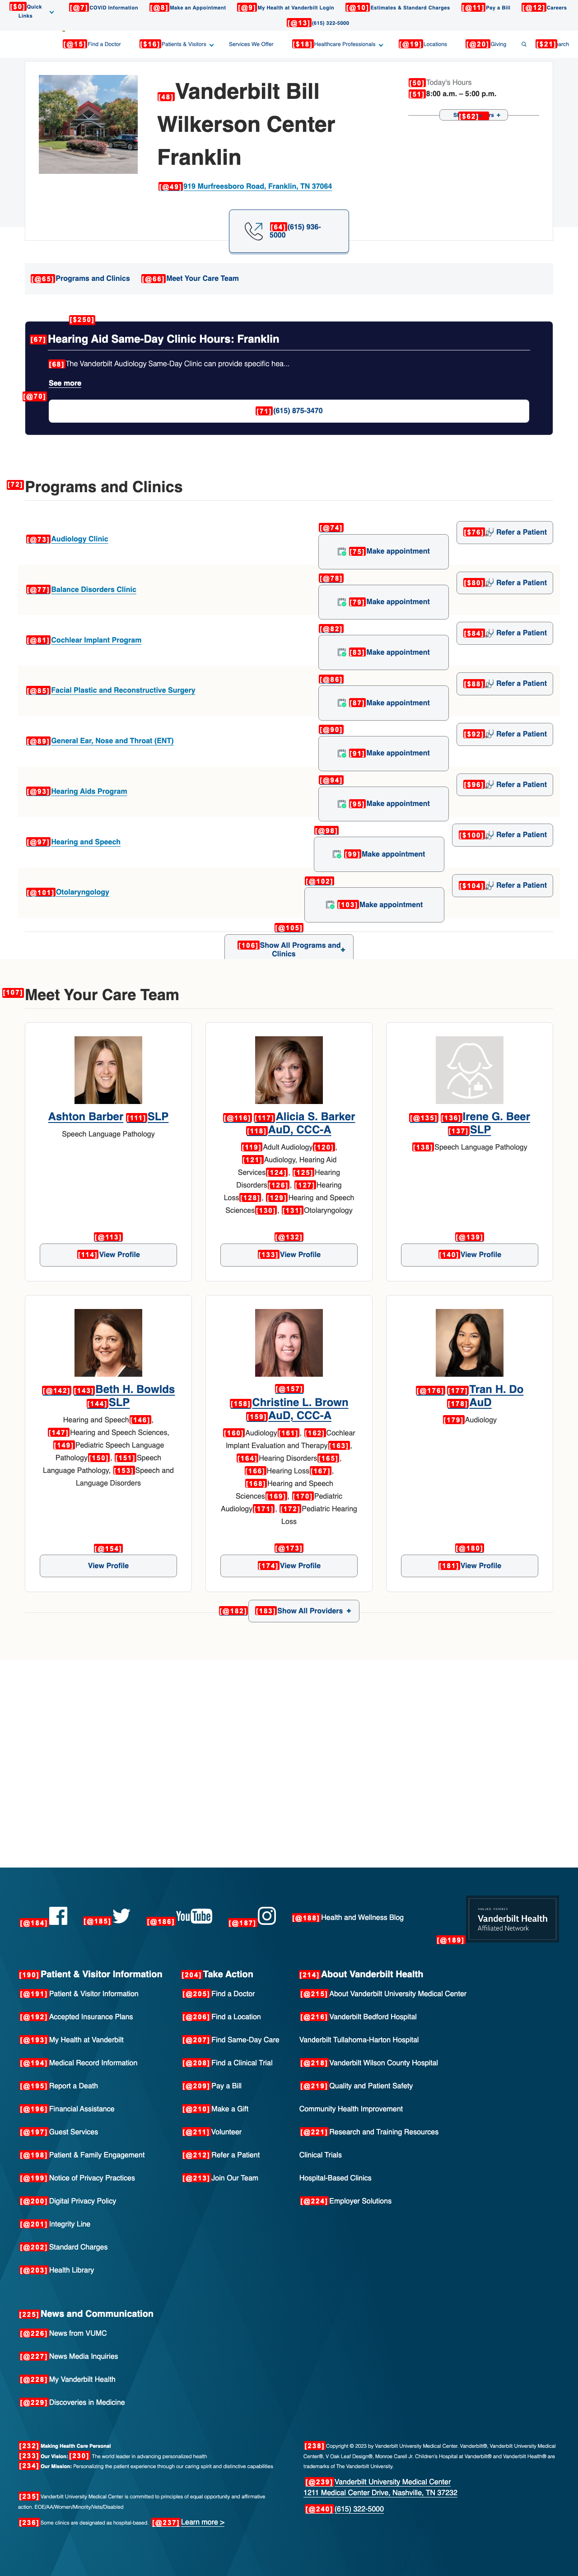 [$0] Quick Links
[@7] COVID Information
[@8] Make an Appointment
[@9] My Health at Vanderbilt Login
[@10] Estimates & Standard Charges
[@11] Pay a Bill
[@12] Careers
[@13] (615) 322-5000
[@15] Find a Doctor
[$16] Patients & Visitors
Services We Offer
[$18] Healthcare Professionals
[@19] Locations
[@20] Giving
[$21] arch
[48] Vanderbilt Bill
Wilkerson Center
Franklin
[@49] 919 Murfreesboro Road, Franklin, TN 37064
[50] Today's Hours
[51] 8:00 a.m. – 5:00 p.m.
[$62]
[64] (615) 936-
5000
[@65] Programs and Clinics
[@66] Meet Your Care Team
[$250]
[67] Hearing Aid Same-Day Clinic Hours: Franklin
[68] The Vanderbilt Audiology Same-Day Clinic can provide specific hea...
See more
[@70]
[71] (615) 875-3470
[72] Programs and Clinics
[@73] Audiology Clinic
[@74]
[75] Make appointment
[$76] Refer a Patient
[@77] Balance Disorders Clinic
[@78]
[79] Make appointment
[$80] Refer a Patient
[@81] Cochlear Implant Program
[@82]
[83] Make appointment
[$84] Refer a Patient
[@85] Facial Plastic and Reconstructive Surgery
[@86]
[87] Make appointment
[$88] Refer a Patient
[@89] General Ear, Nose and Throat (ENT)
[@90]
[91] Make appointment
[$92] Refer a Patient
[@93] Hearing Aids Program
[@94]
[95] Make appointment
[$96] Refer a Patient
[@97] Hearing and Speech
[@98]
[99] Make appointment
[$100] Refer a Patient
[@101] Otolaryngology
[@102]
[103] Make appointment
[$104] Refer a Patient
[@105]
[106] Show All Programs and
Clinics +
[107] Meet Your Care Team
Ashton Barber [111] SLP
Speech Language Pathology
[@113]
[114] View Profile
[@116] [117] Alicia S. Barker
[118] AuD, CCC-A
[119] Adult Audiology [120],
[121] Audiology, Hearing Aid
Services [124], [125] Hearing
Disorders [126], [127] Hearing
Loss [128], [129] Hearing and Speech
Sciences [130], [131] Otolaryngology
[@132]
[133] View Profile
[@135] [136] Irene G. Beer
[137] SLP
[138] Speech Language Pathology
[@139]
[140] View Profile
[@142] [143] Beth H. Bowlds
[144] SLP
Hearing and Speech [146],
[147] Hearing and Speech Sciences,
[149] Pediatric Speech Language
Pathology [150], [151] Speech
Language Pathology, [153] Speech and
Language Disorders
[@154]
View Profile
[@157]
[158] Christine L. Brown
[159] AuD, CCC-A
[160] Audiology [161], [162] Cochlear
Implant Evaluation and Therapy [163],
[164] Hearing Disorders [165],
[166] Hearing Loss [167],
[168] Hearing and Speech
Sciences [169], [170] Pediatric
Audiology [171], [172] Pediatric Hearing
Loss
[@173]
[174] View Profile
[@176] [177] Tran H. Do
[178] AuD
[179] Audiology
[@180]
[181] View Profile
[@182] [183] Show All Providers +
[@184]
[@185]
[@186] YouTube
[@187]
[@188] Health and Wellness Blog
[@189]
Vanderbilt Health
Affiliated Network
[190] Patient & Visitor Information
[@191] Patient & Visitor Information
[@192] Accepted Insurance Plans
[@193] My Health at Vanderbilt
[@194] Medical Record Information
[@195] Report a Death
[@196] Financial Assistance
[@197] Guest Services
[@198] Patient & Family Engagement
[@199] Notice of Privacy Practices
[@200] Digital Privacy Policy
[@201] Integrity Line
[@202] Standard Charges
[@203] Health Library
[204] Take Action
[@205] Find a Doctor
[@206] Find a Location
[@207] Find Same-Day Care
[@208] Find a Clinical Trial
[@209] Pay a Bill
[@210] Make a Gift
[@211] Volunteer
[@212] Refer a Patient
[@213] Join Our Team
[214] About Vanderbilt Health
[@215] About Vanderbilt University Medical Center
[@216] Vanderbilt Bedford Hospital
Vanderbilt Tullahoma-Harton Hospital
[@218] Vanderbilt Wilson County Hospital
[@219] Quality and Patient Safety
Community Health Improvement
[@221] Research and Training Resources
Clinical Trials
Hospital-Based Clinics
[@224] Employer Solutions
[225] News and Communication
[@226] News from VUMC
[@227] News Media Inquiries
[@228] My Vanderbilt Health
[@229] Discoveries in Medicine
[232] Making Health Care Personal
[233] Our Vision: [230] The world leader in advancing personalized health
[234] Our Mission: Personalizing the patient experience through our caring spirit and distinctive capabilities
[235] Vanderbilt University Medical Center is committed to principles of equal opportunity and affirmative
action. EOE/AA/Women/Minority/Vets/Disabled
[236] Some clinics are designated as hospital-based. [@237] Learn more >
[238] Copyright © 2023 by Vanderbilt University Medical Center. Vanderbilt®, Vanderbilt University Medical
Center®, V Oak Leaf Design®, Monroe Carell Jr. Children's Hospital at Vanderbilt® and Vanderbilt Health® are
trademarks of The Vanderbilt University.
[@239] Vanderbilt University Medical Center
1211 Medical Center Drive, Nashville, TN 37232
[@240] (615) 322-5000